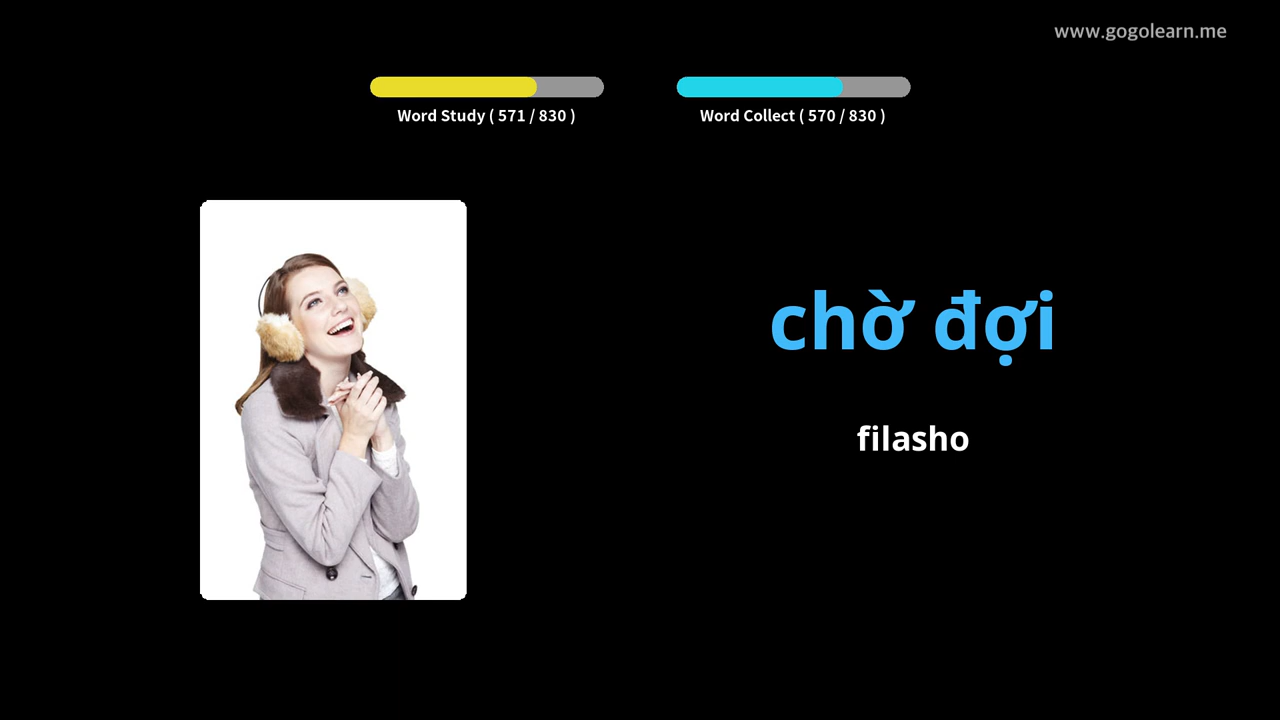 www.gogolearn.me
Word Study ( 571 / 830 )
Word Collect ( 570 / 830 )
chờ đợi
filasho